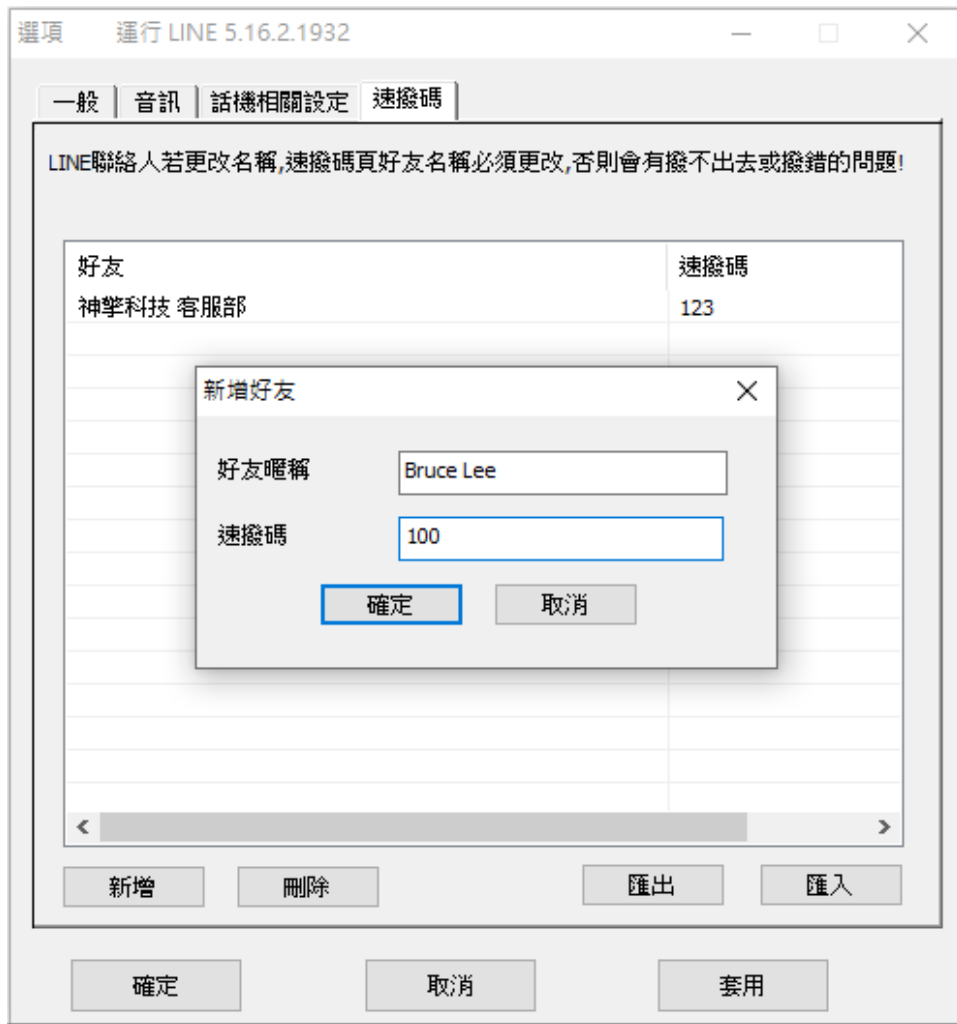 選項 運行 LINE 5.16.2.1932
一般 音訊 話機相關設定 速撥碼
LINE聯絡人若更改名稱,速撥碼頁好友名稱必須更改,否則會有撥不出去或撥錯的問題!
好友 速撥碼
神擎科技 客服部 123
新增好友
好友暱稱 Bruce Lee
速撥碼 100
確定 取消
新增 刪除 匯出 匯入
確定 取消 套用